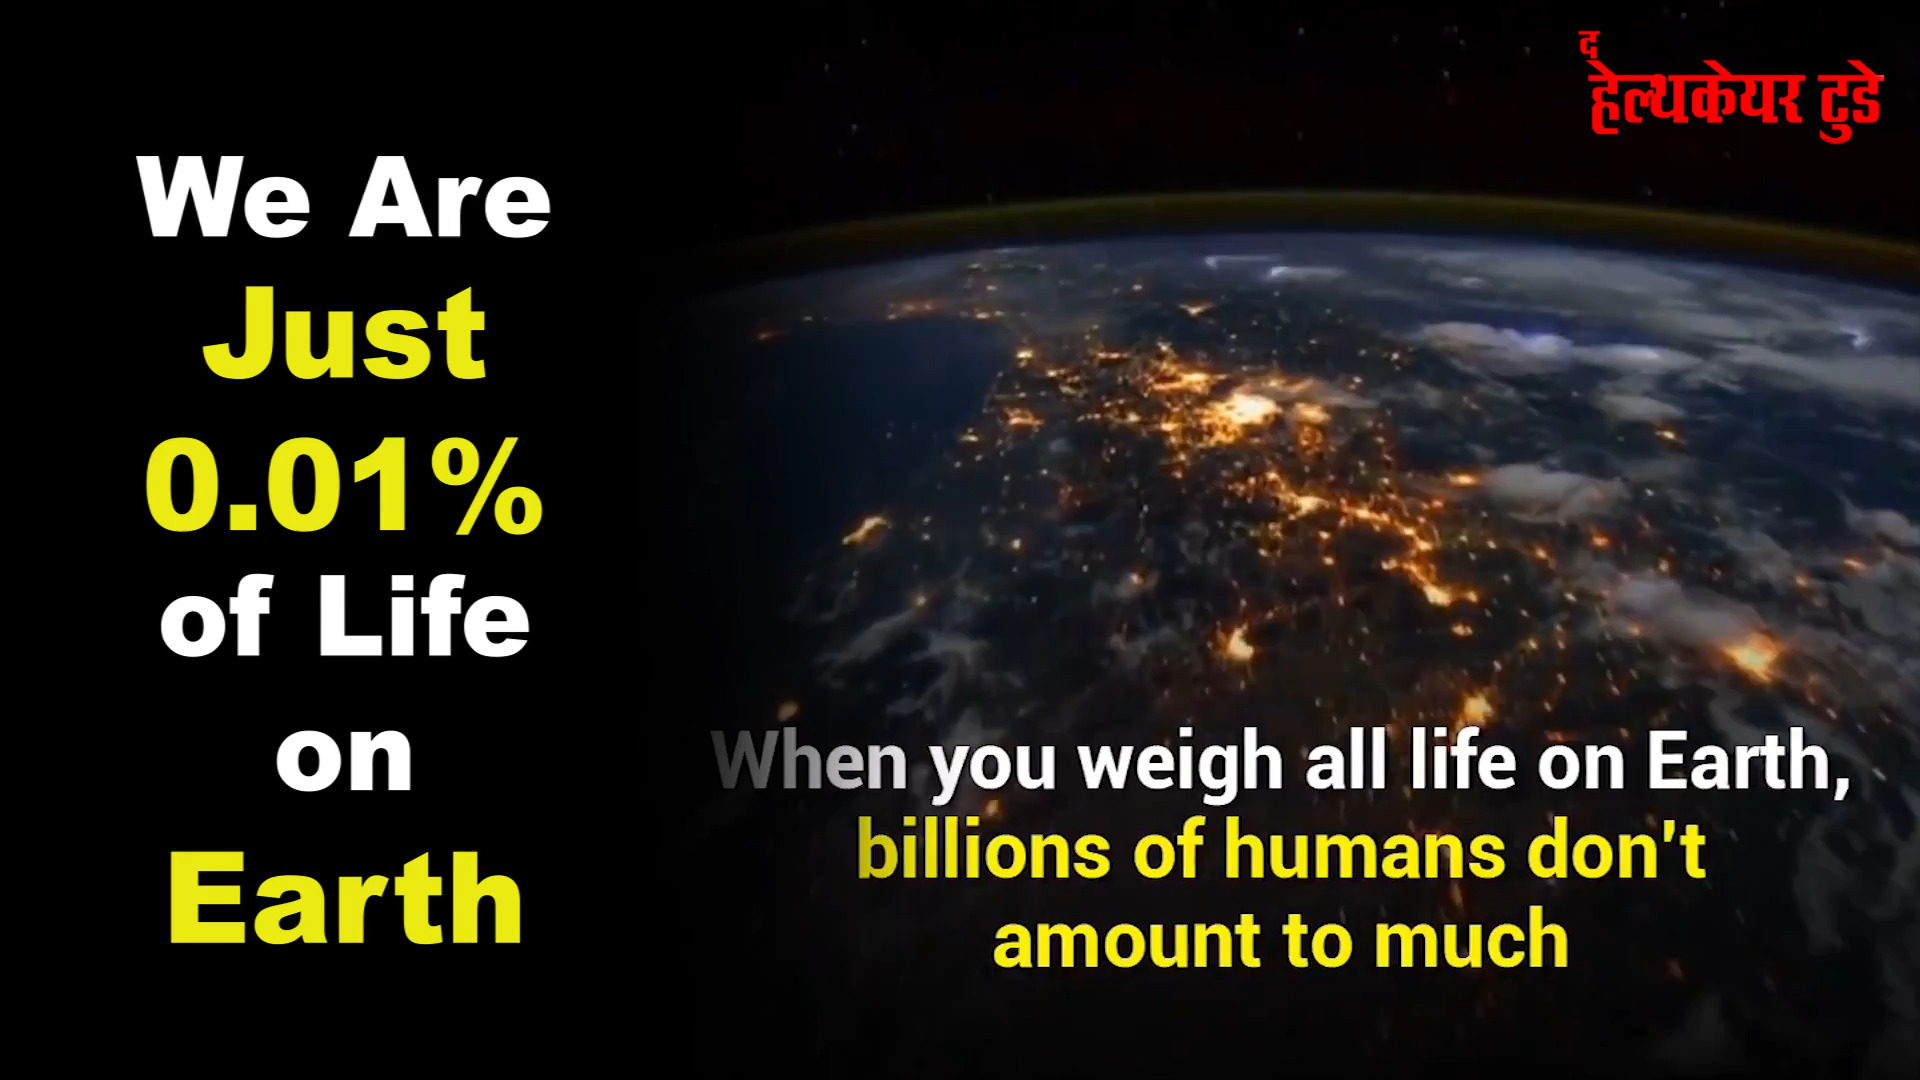 We Are
Just
0.01%
of Life
on
Earth
द
हेल्थकेयर टुडे
When you weigh all life on Earth,
billions of humans don't
amount to much